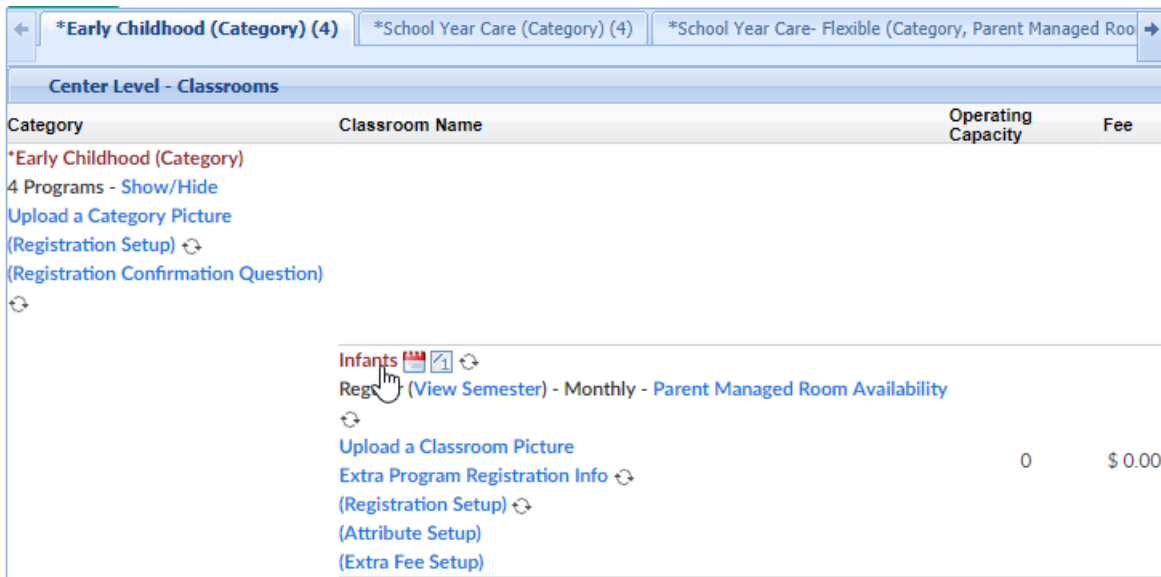 *Early Childhood (Category) (4)
*School Year Care (Category) (4)
*School Year Care- Flexible (Category, Parent Managed
Center Level - Classrooms
Category
Classroom Name
Operating Capacity
Fee
*Early Childhood (Category)
4 Programs - Show/Hide
Upload a Category Picture
(Registration Setup)
(Registration Confirmation Question)
Infants
(View Semester) - Monthly - Parent Managed Room Availability
Upload a Classroom Picture
Extra Program Registration Info
(Registration Setup)
(Attribute Setup)
(Extra Fee Setup)
0
$ 0.00